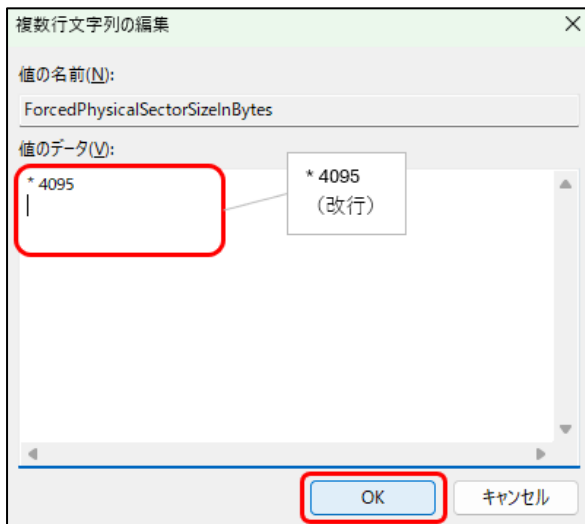 複数行文字列の編集
値の名前(N):
ForcedPhysicalSectorSizeInBytes
値のデータ(V):
* 4095
* 4095
（改行）
OK
キャンセル